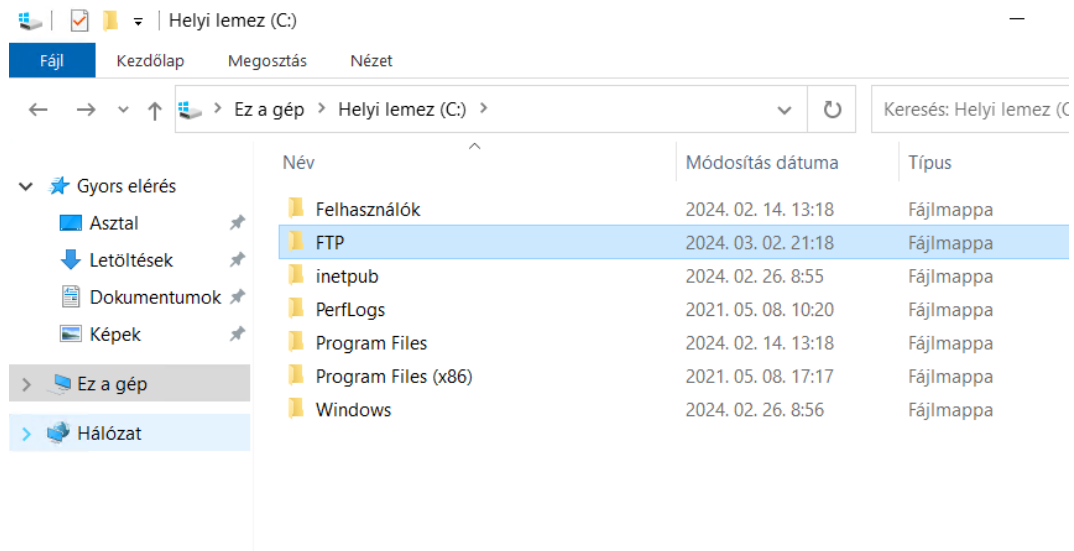 Helyi lemez (C:)
Fájl Kezdőlap Megosztás Nézet
Ez a gép Helyi lemez (C:) Keresés: Helyi lemez (C
Gyors elérés
Asztal
Letöltések
Dokumentumok
Képek
Ez a gép
Hálózat
Név Módosítás dátuma Típus
Felhasználók 2024. 02. 14. 13:18 Fájlmappa
FTP 2024. 03. 02. 21:18 Fájlmappa
inetpub 2024. 02. 26. 8:55 Fájlmappa
PerfLogs 2021. 05. 08. 10:20 Fájlmappa
Program Files 2024. 02. 14. 13:18 Fájlmappa
Program Files (x86) 2021. 05. 08. 17:17 Fájlmappa
Windows 2024. 02. 26. 8:56 Fájlmappa